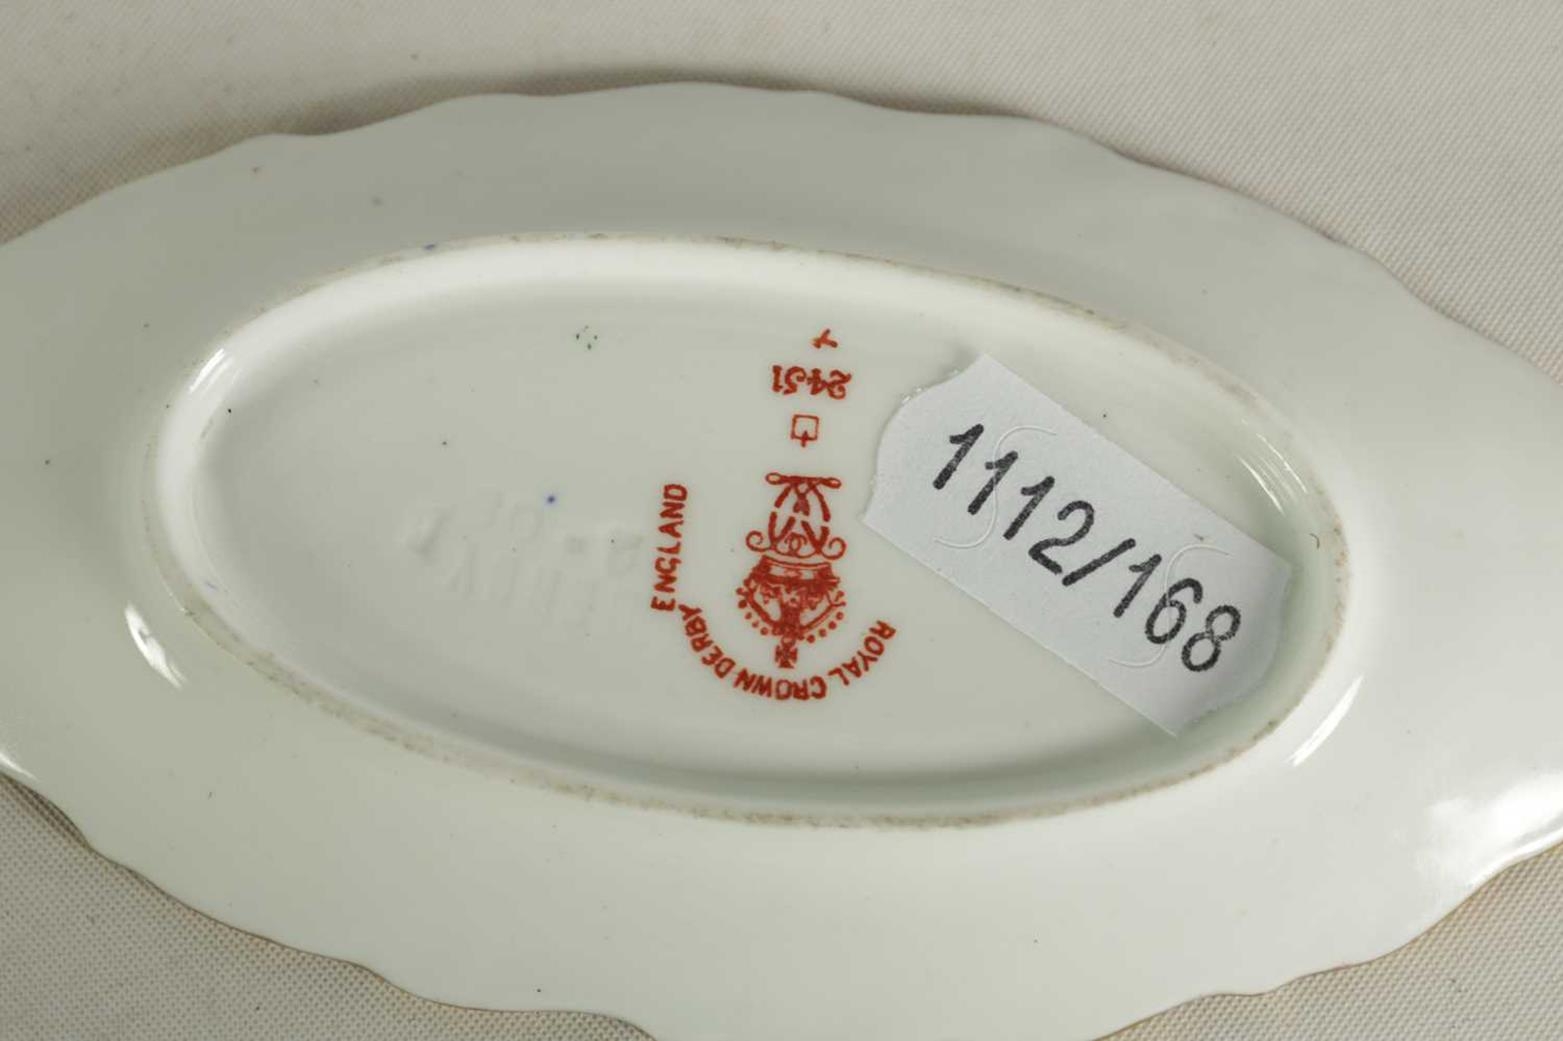 ROYAL CROWN DERBY
ENGLAND
2451
1112/168